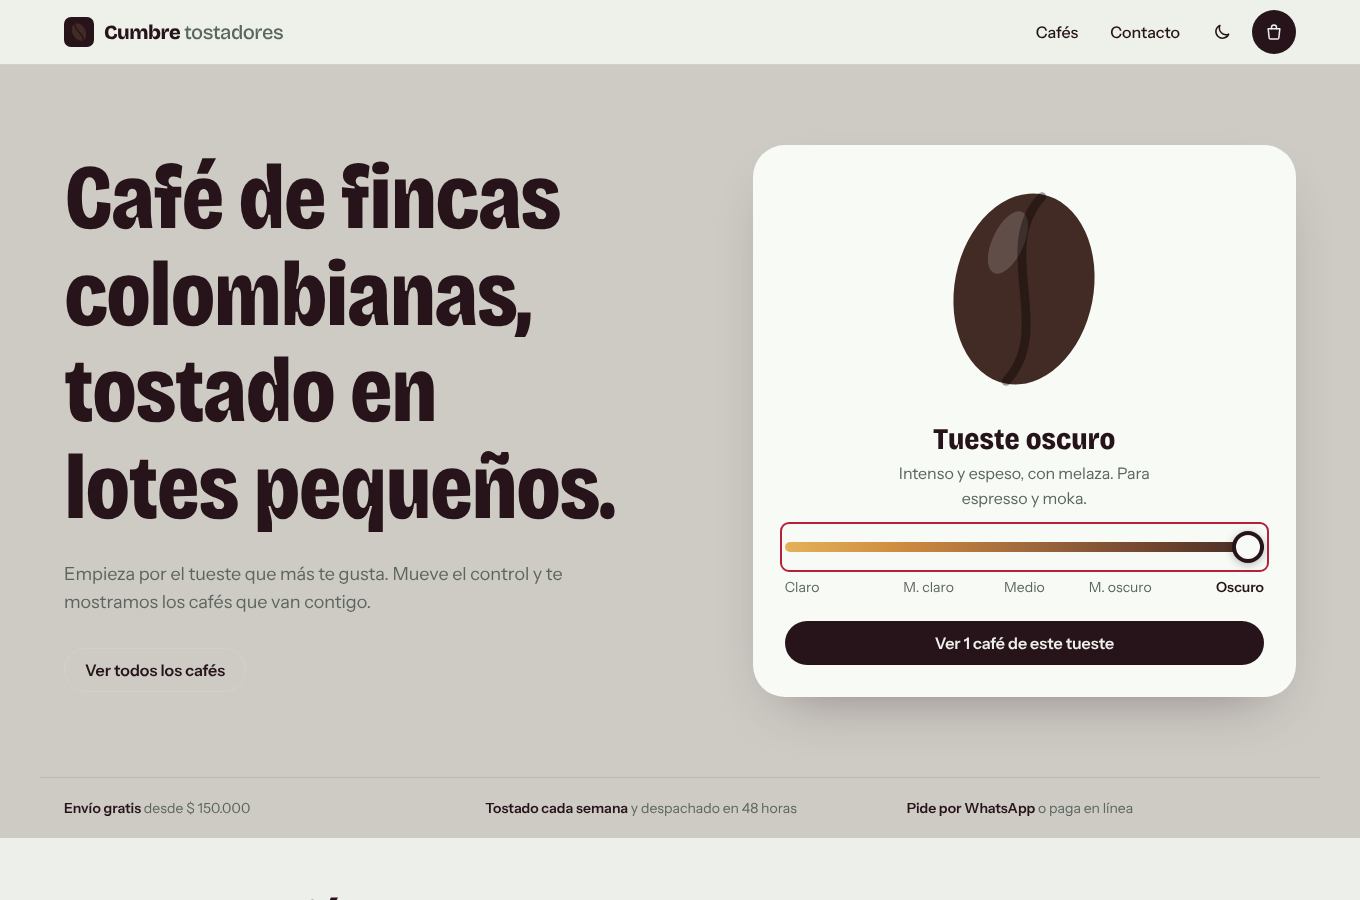 Cumbre tostadores
Cafés
Contacto
Café de fincas
colombianas,
tostado en
lotes pequeños.
Empieza por el tueste que más te gusta. Mueve el control y te
mostramos los cafés que van contigo.
Ver todos los cafés
Tueste oscuro
Intenso y espeso, con melaza. Para
espresso y moka.
Claro
M. claro
Medio
M. oscuro
Oscuro
Ver 1 café de este tueste
Envío gratis desde $ 150.000
Tostado cada semana y despachado en 48 horas
Pide por WhatsApp o paga en línea